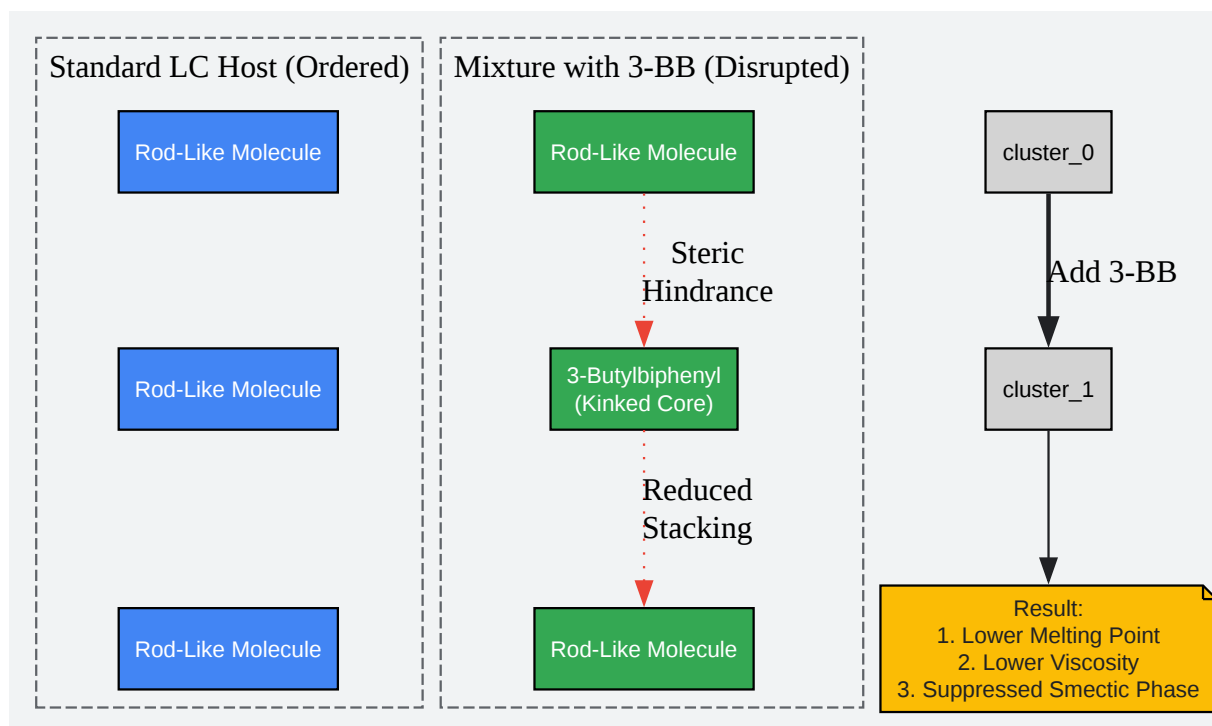 Standard LC Host (Ordered)
Rod-Like Molecule
Rod-Like Molecule
Rod-Like Molecule
Mixture with 3-BB (Disrupted)
Rod-Like Molecule
Steric
Hindrance
3-Butylbiphenyl
(Kinked Core)
Reduced
Stacking
Rod-Like Molecule
cluster_0
Add 3-BB
cluster_1
Result:
1. Lower Melting Point
2. Lower Viscosity
3. Suppressed Smectic Phase